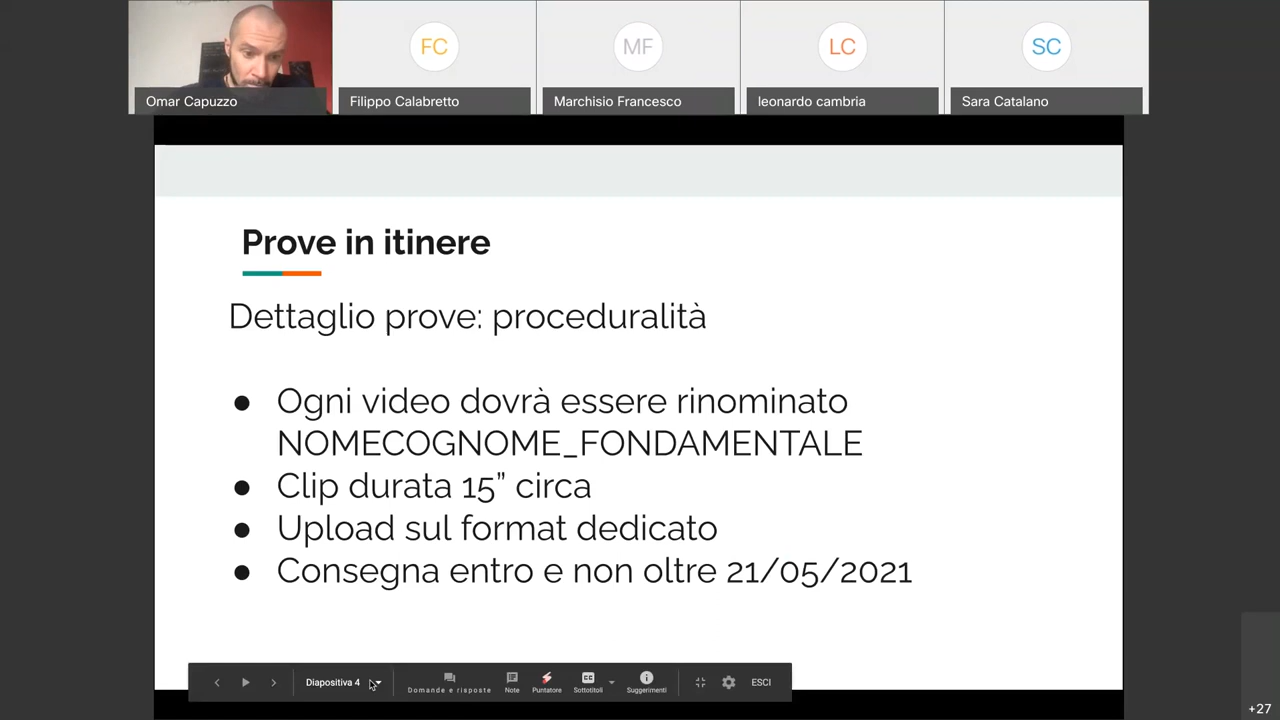 FC
MF
LC
SC
Omar Capuzzo
Filippo Calabretto
Marchisio Francesco
leonardo cambria
Sara Catalano
Prove in itinere
Dettaglio prove: proceduralità
● Ogni video dovrà essere rinominato
NOMECOGNOME_FONDAMENTALE
● Clip durata 15” circa
● Upload sul format dedicato
● Consegna entro e non oltre 21/05/2021
Diapositiva 4
Domande e risposte
Note
Puntatore
Sottotitoli
Suggerimenti
ESCI
+27